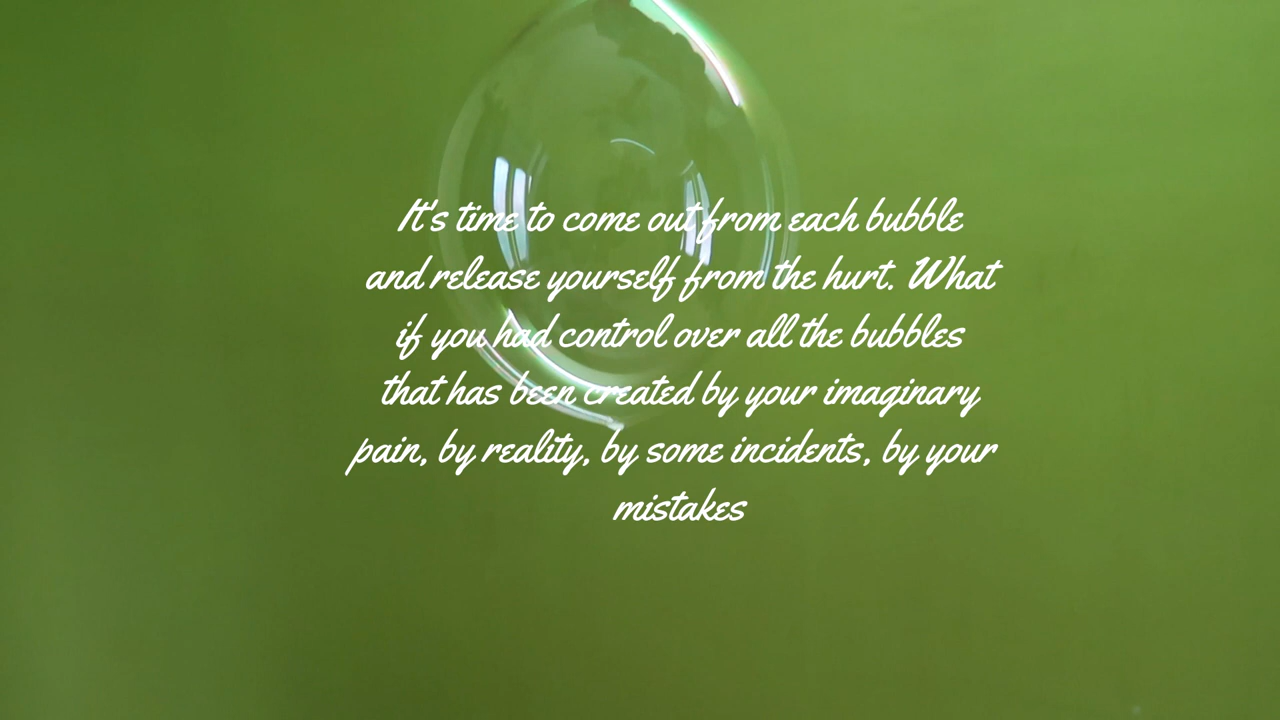 It's time to come out from each bubble
and release yourself from the hurt. What
if you had control over all the bubbles
that has been created by your imaginary
pain, by reality, by some incidents, by your
mistakes